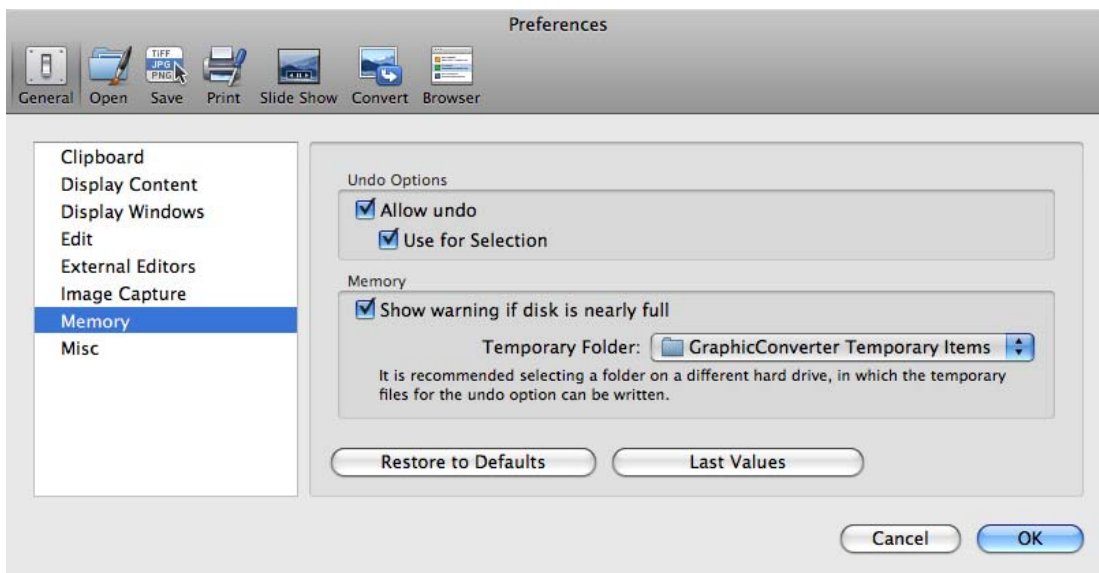 Preferences
TIFF
JPG
PNG
General Open Save Print Slide Show Convert Browser
Clipboard
Display Content
Display Windows
Edit
External Editors
Image Capture
Memory
Misc
Undo Options
Allow undo
Use for Selection
Memory
Show warning if disk is nearly full
Temporary Folder: GraphicConverter Temporary Items
It is recommended selecting a folder on a different hard drive, in which the temporary
files for the undo option can be written.
Restore to Defaults Last Values
Cancel OK